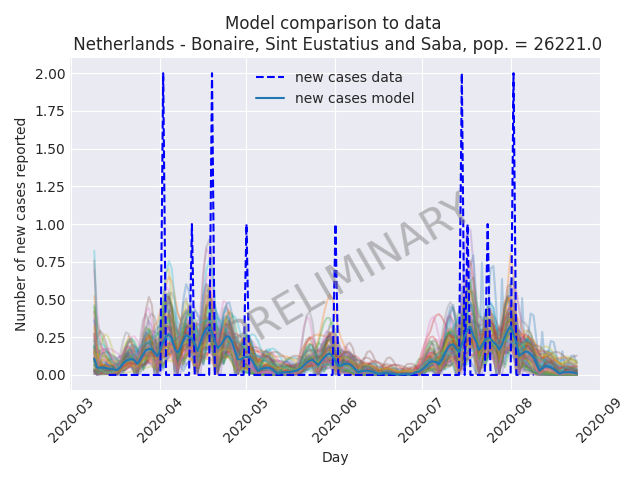 Model comparison to data
Netherlands - Bonaire, Sint Eustatius and Saba, pop. = 26221.0
new cases data
new cases model
PRELIMINARY
Number of new cases reported
2.00
1.75
1.50
1.25
1.00
0.75
0.50
0.25
0.00
2020-03
2020-04
2020-05
2020-06
2020-07
2020-08
2020-09
Day